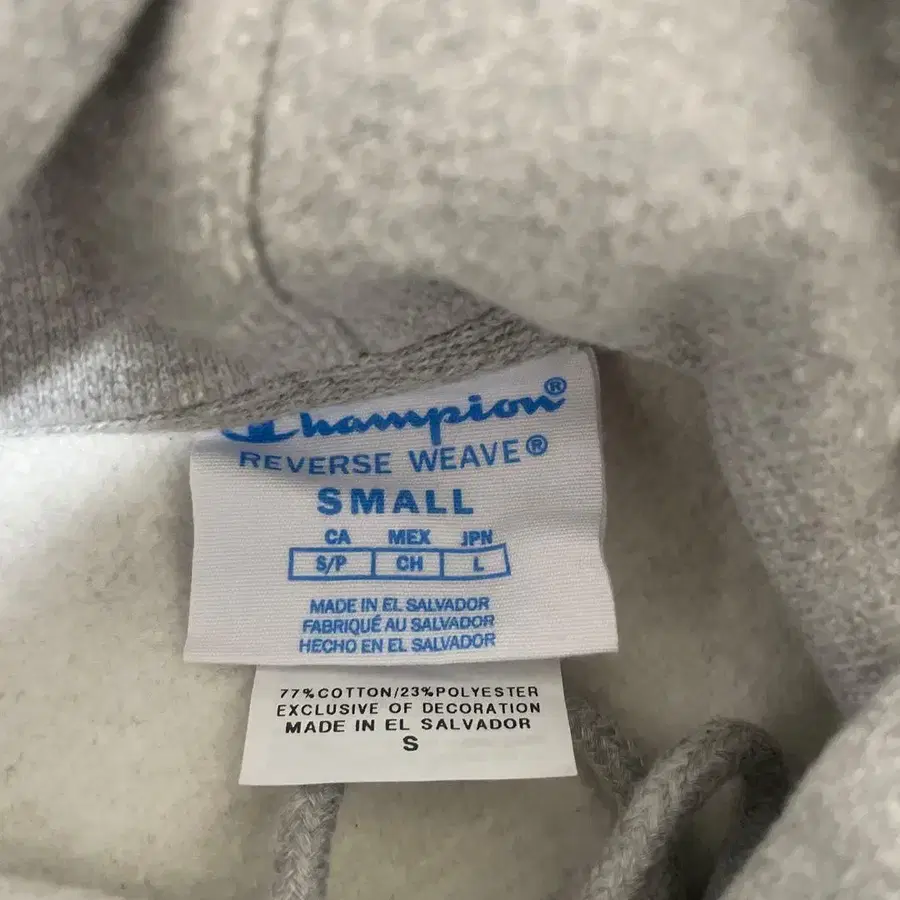 Champion®
REVERSE WEAVE®
SMALL
CA MEX JPN
S/P CH L
MADE IN EL SALVADOR
FABRIQUÉ AU SALVADOR
HECHO EN EL SALVADOR
77%COTTON/23%POLYESTER
EXCLUSIVE OF DECORATION
MADE IN EL SALVADOR
S